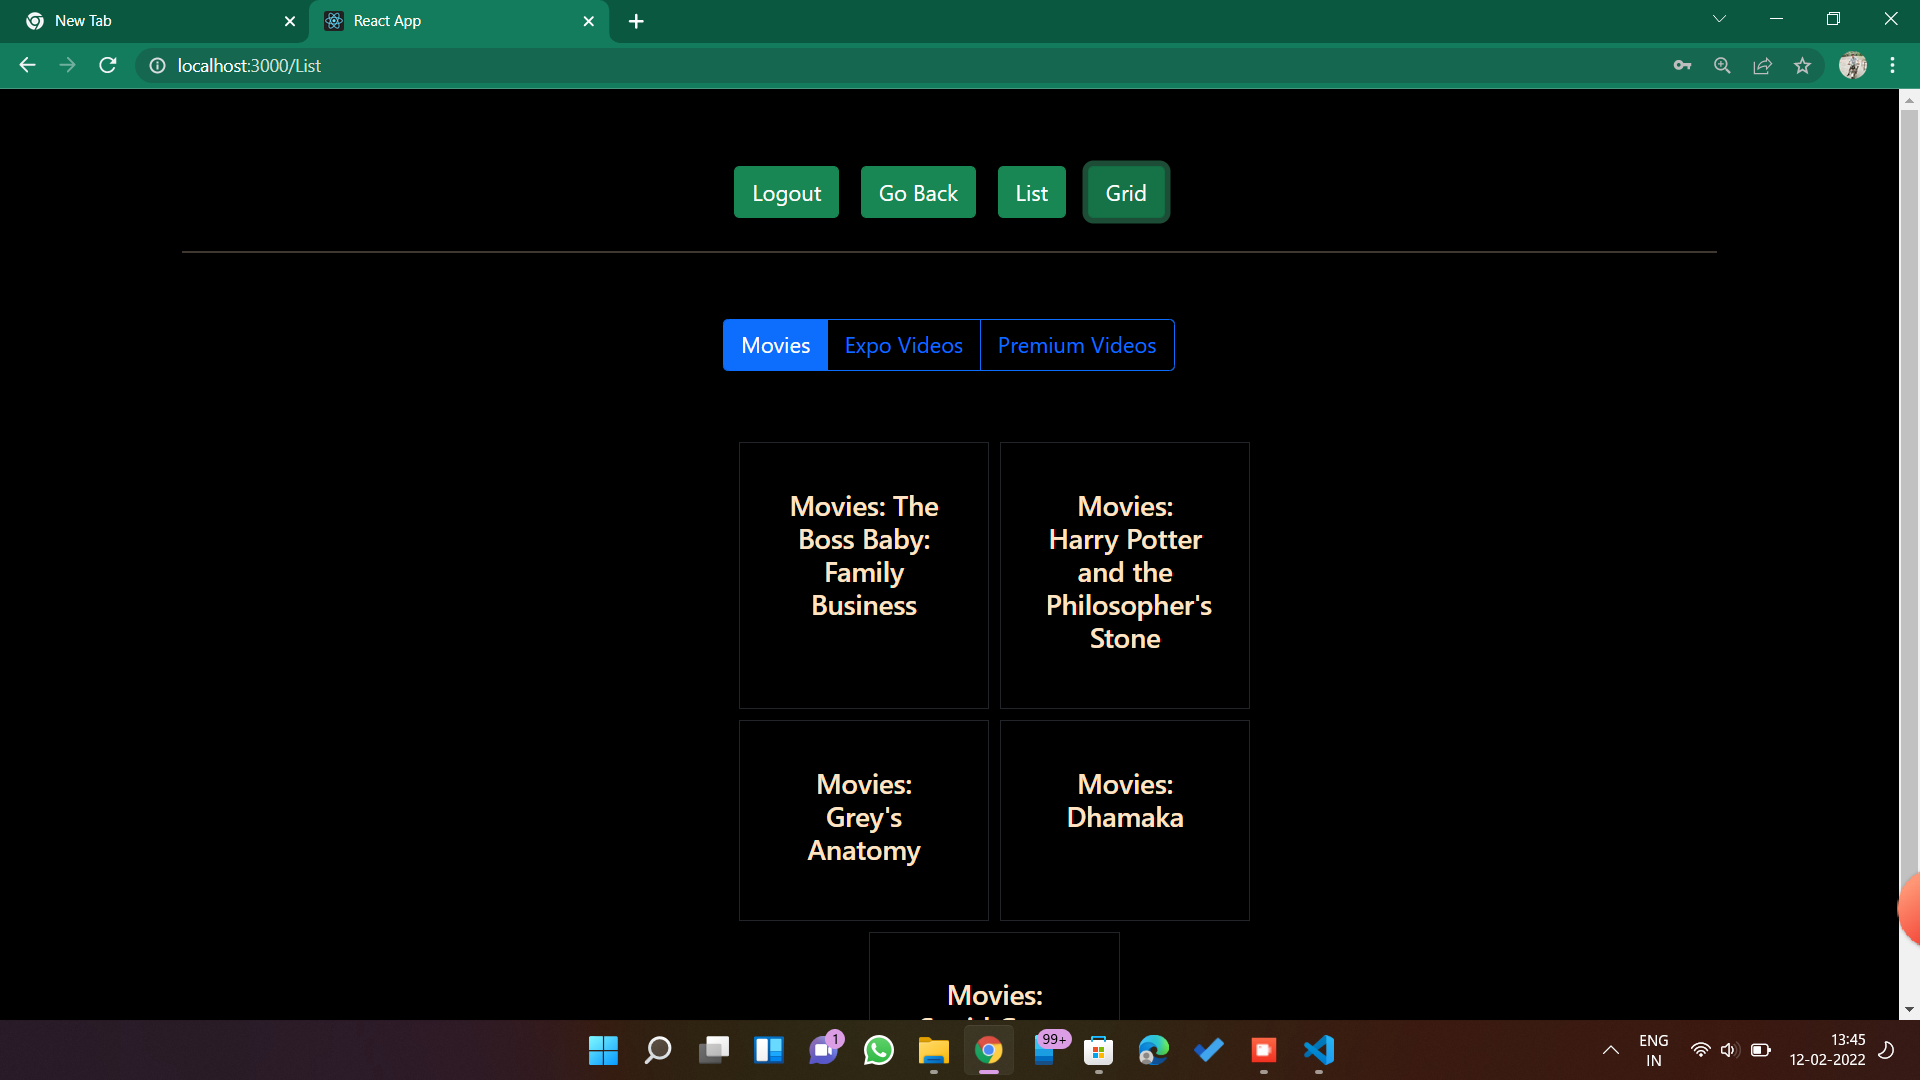 New Tab
React App
localhost:3000/List
Logout
Go Back
List
Grid
Movies
Expo Videos
Premium Videos
Movies: The
Boss Baby:
Family
Business
Movies:
Harry Potter
and the
Philosopher's
Stone
Movies:
Grey's
Anatomy
Movies:
Dhamaka
Movies:
1
99+
ENG
IN
13:45
12-02-2022